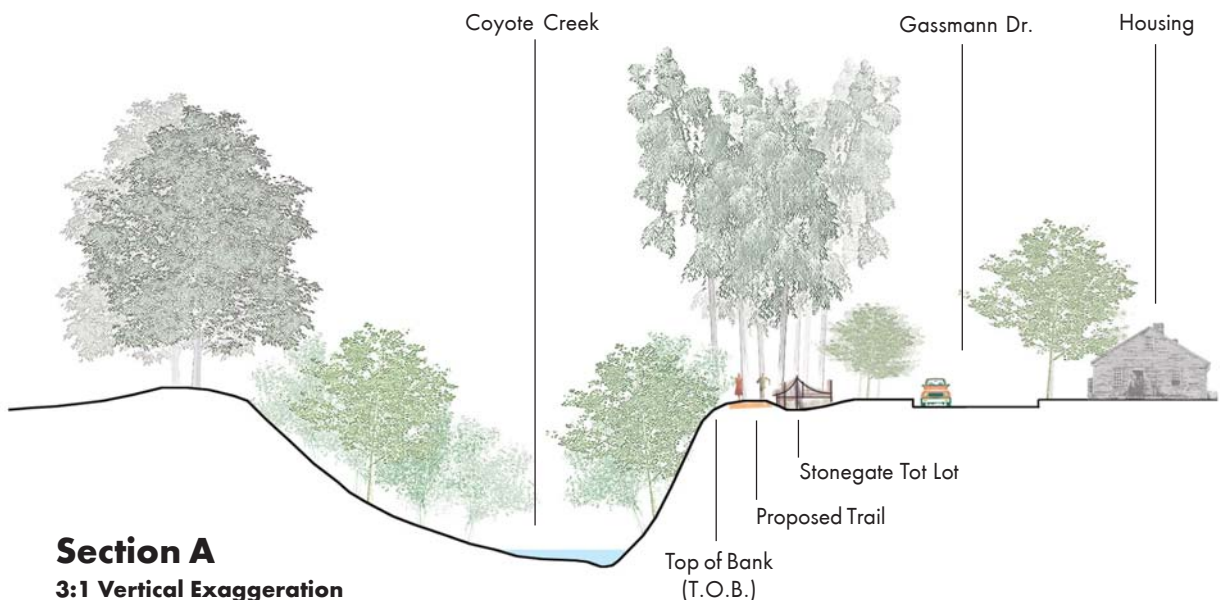 Coyote Creek
Gassmann Dr.
Housing
Stonegate Tot Lot
Proposed Trail
Top of Bank
(T.O.B.)
Section A
3:1 Vertical Exaggeration